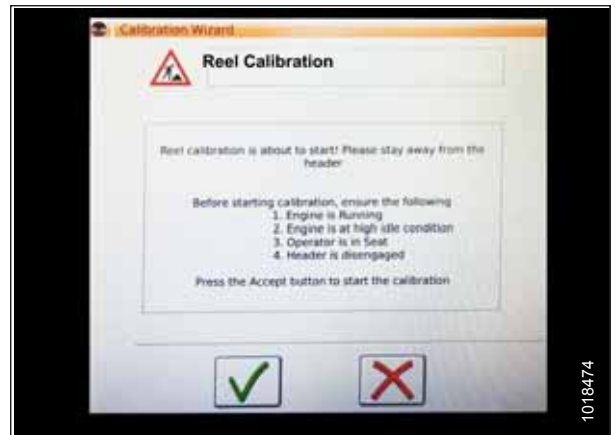 Calibration Wizard
Reel Calibration
Reel calibration is about to start! Please stay away from the
header
Before starting calibration, ensure the following
1. Engine is Running
2. Engine is at high idle condition
3. Operator is in Seat
4. Header is disengaged
Press the Accept button to start the calibration
1018474